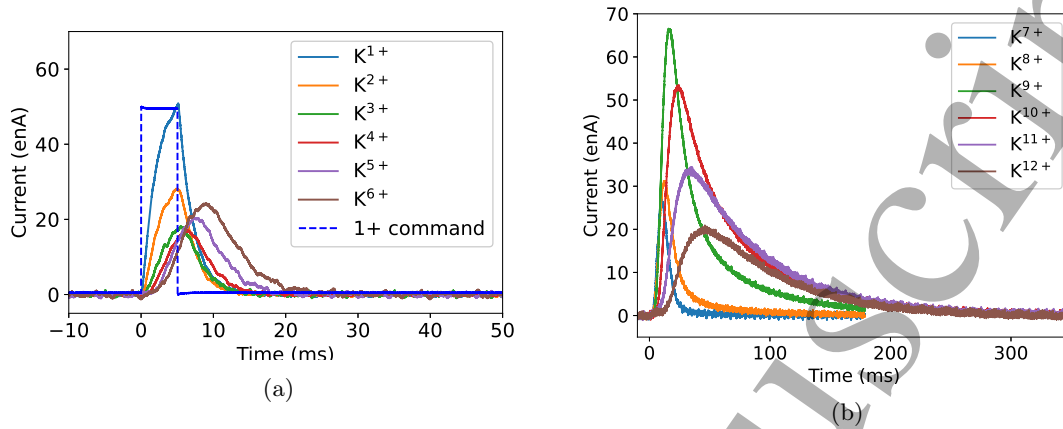 60
40
20
0
−10
0
10
20
30
40
50
Current (enA)
Time (ms)
K1+
K2+
K3+
K4+
K5+
K6+
1+ command
(a)
70
60
50
40
30
20
10
0
0
100
200
300
Current (enA)
Time (ms)
K7+
K8+
K9+
K10+
K11+
K12+
(b)
uscrip